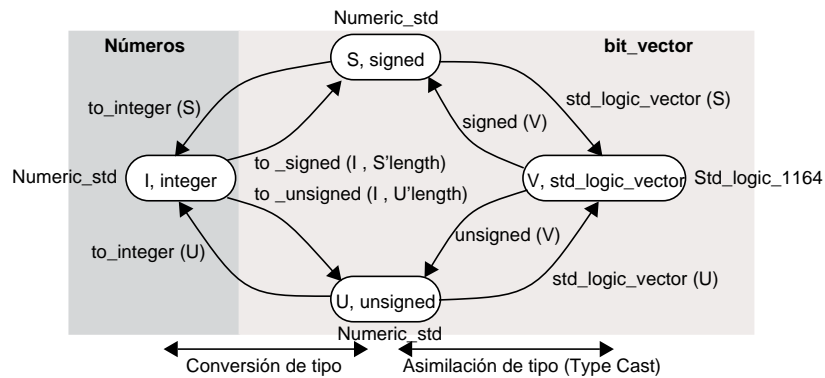 Numeric_std
Números
bit_vector
S, signed
to_integer (S)
std_logic_vector (S)
signed (V)
to _signed (I , S'length)
Numeric_std
I, integer
V, std_logic_vector
Std_logic_1164
to _unsigned (I , U'length)
unsigned (V)
to_integer (U)
std_logic_vector (U)
U, unsigned
Numeric_std
Conversión de tipo
Asimilación de tipo (Type Cast)